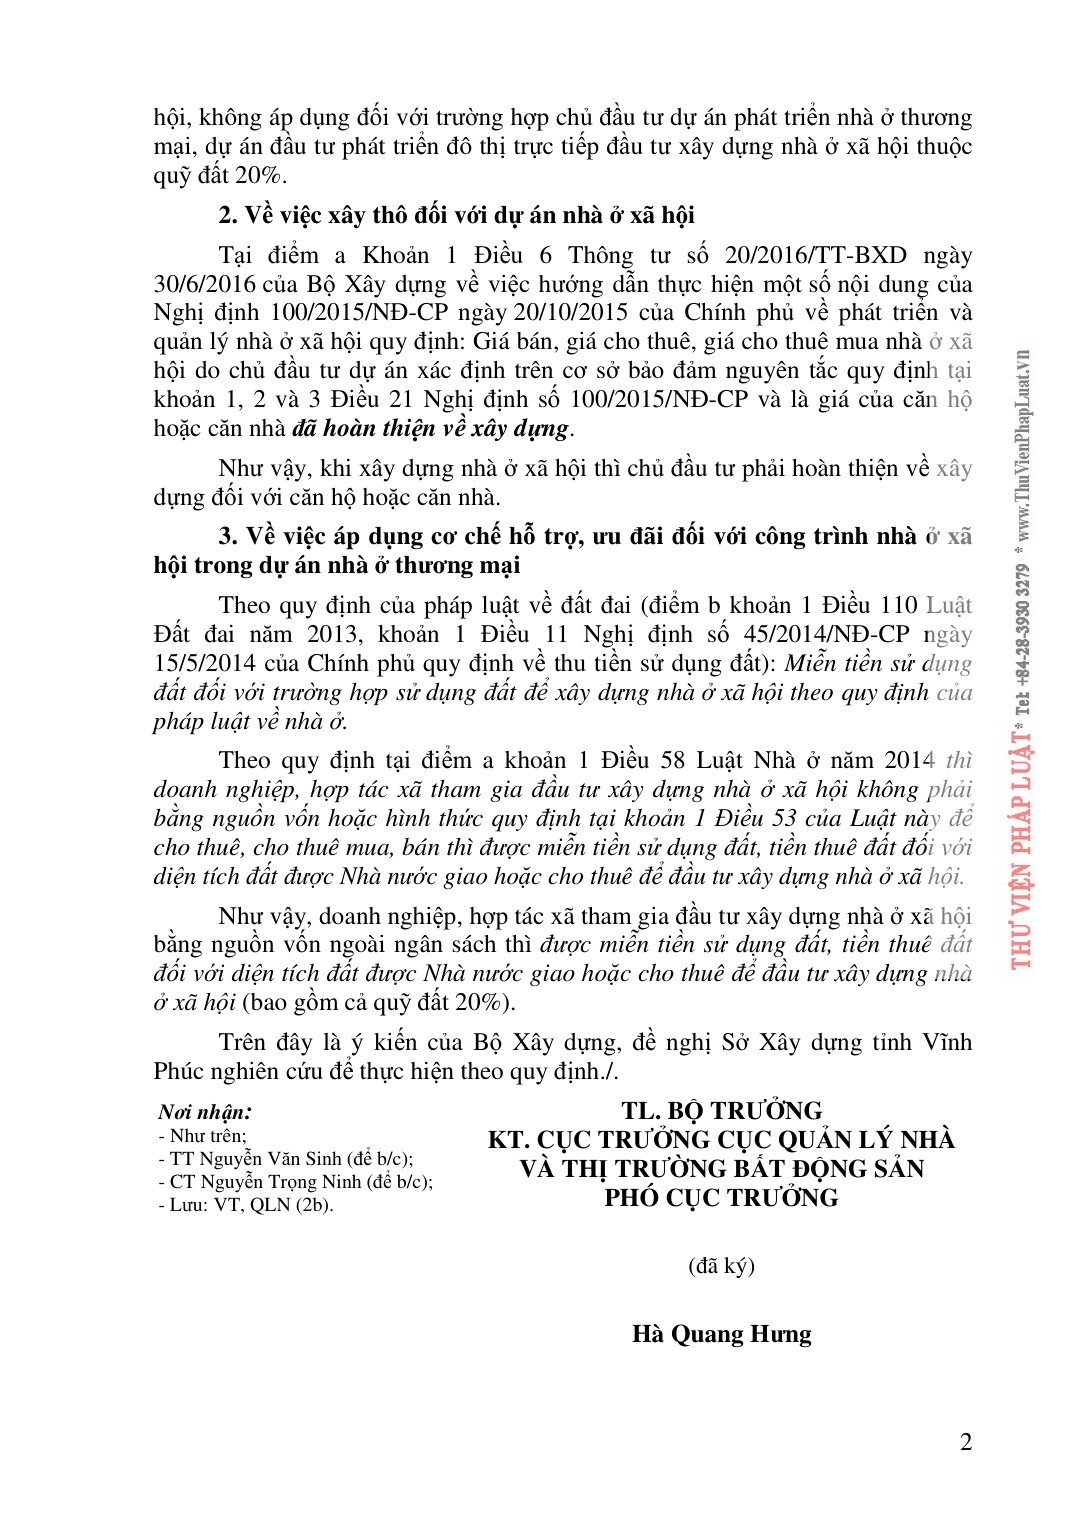 hội, không áp dụng đối với trường hợp chủ đầu tư dự án phát triển nhà ở thương
mại, dự án đầu tư phát triển đô thị trực tiếp đầu tư xây dựng nhà ở xã hội thuộc
quỹ đất 20%.
2. Về việc xây thô đối với dự án nhà ở xã hội
Tại điểm a Khoản 1 Điều 6 Thông tư số 20/2016/TT-BXD ngày
30/6/2016 của Bộ Xây dựng về việc hướng dẫn thực hiện một số nội dung của
Nghị định 100/2015/NĐ-CP ngày 20/10/2015 của Chính phủ về phát triển và
quản lý nhà ở xã hội quy định: Giá bán, giá cho thuê, giá cho thuê mua nhà ở xã
hội do chủ đầu tư dự án xác định trên cơ sở bảo đảm nguyên tắc quy định tại
khoản 1, 2 và 3 Điều 21 Nghị định số 100/2015/NĐ-CP và là giá của căn hộ
hoặc căn nhà đã hoàn thiện về xây dựng.
Như vậy, khi xây dựng nhà ở xã hội thì chủ đầu tư phải hoàn thiện về xây
dựng đối với căn hộ hoặc căn nhà.
3. Về việc áp dụng cơ chế hỗ trợ, ưu đãi đối với công trình nhà ở xã
hội trong dự án nhà ở thương mại
Theo quy định của pháp luật về đất đai (điểm b khoản 1 Điều 110 Luật
Đất đai năm 2013, khoản 1 Điều 11 Nghị định số 45/2014/NĐ-CP ngày
15/5/2014 của Chính phủ quy định về thu tiền sử dụng đất): Miễn tiền sử dụng
đất đối với trường hợp sử dụng đất để xây dựng nhà ở xã hội theo quy định của
pháp luật về nhà ở.
Theo quy định tại điểm a khoản 1 Điều 58 Luật Nhà ở năm 2014 thì
doanh nghiệp, hợp tác xã tham gia đầu tư xây dựng nhà ở xã hội không phải
bằng nguồn vốn hoặc hình thức quy định tại khoản 1 Điều 53 của Luật này để
cho thuê, cho thuê mua, bán thì được miễn tiền sử dụng đất, tiền thuê đất đối với
diện tích đất được Nhà nước giao hoặc cho thuê để đầu tư xây dựng nhà ở xã hội.
Như vậy, doanh nghiệp, hợp tác xã tham gia đầu tư xây dựng nhà ở xã hội
bằng nguồn vốn ngoài ngân sách thì được miễn tiền sử dụng đất, tiền thuê đất
đối với diện tích đất được Nhà nước giao hoặc cho thuê để đầu tư xây dựng nhà
ở xã hội (bao gồm cả quỹ đất 20%).
Trên đây là ý kiến của Bộ Xây dựng, đề nghị Sở Xây dựng tỉnh Vĩnh
Phúc nghiên cứu để thực hiện theo quy định./.
Nơi nhận:
- Như trên;
- TT Nguyễn Văn Sinh (để b/c);
- CT Nguyễn Trọng Ninh (để b/c);
- Lưu: VT, QLN (2b).
TL. BỘ TRƯỞNG
KT. CỤC TRƯỞNG CỤC QUẢN LÝ NHÀ
VÀ THỊ TRƯỜNG BẤT ĐỘNG SẢN
PHÓ CỤC TRƯỞNG
(đã ký)
Hà Quang Hưng
2
THƯ VIỆN PHÁP LUẬT * Tel: +84-28-3930 3279 * www.ThuVienPhapLuat.vn